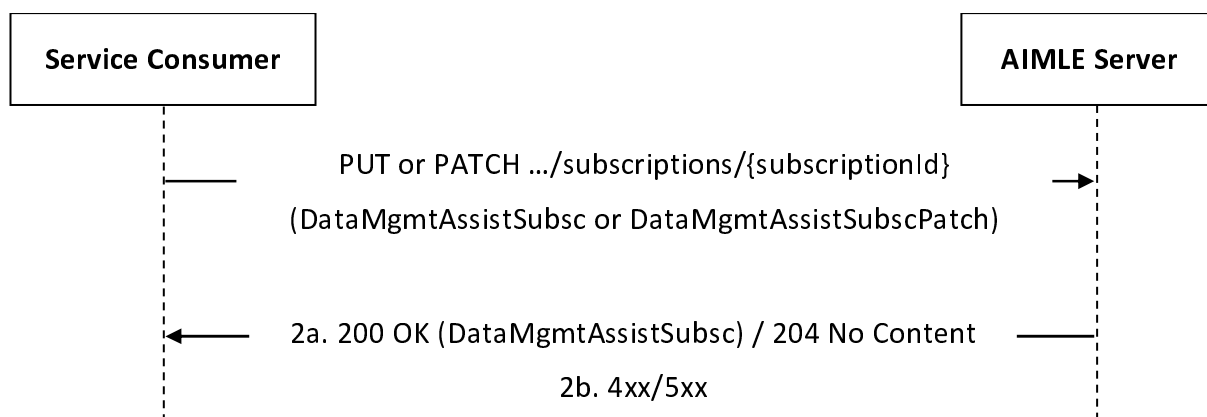 Service Consumer
AIMLE Server
PUT or PATCH …/subscriptions/{subscriptionId}
(DataMgmtAssistSubsc or DataMgmtAssistSubscPatch)
2a. 200 OK (DataMgmtAssistSubsc) / 204 No Content
2b. 4xx/5xx